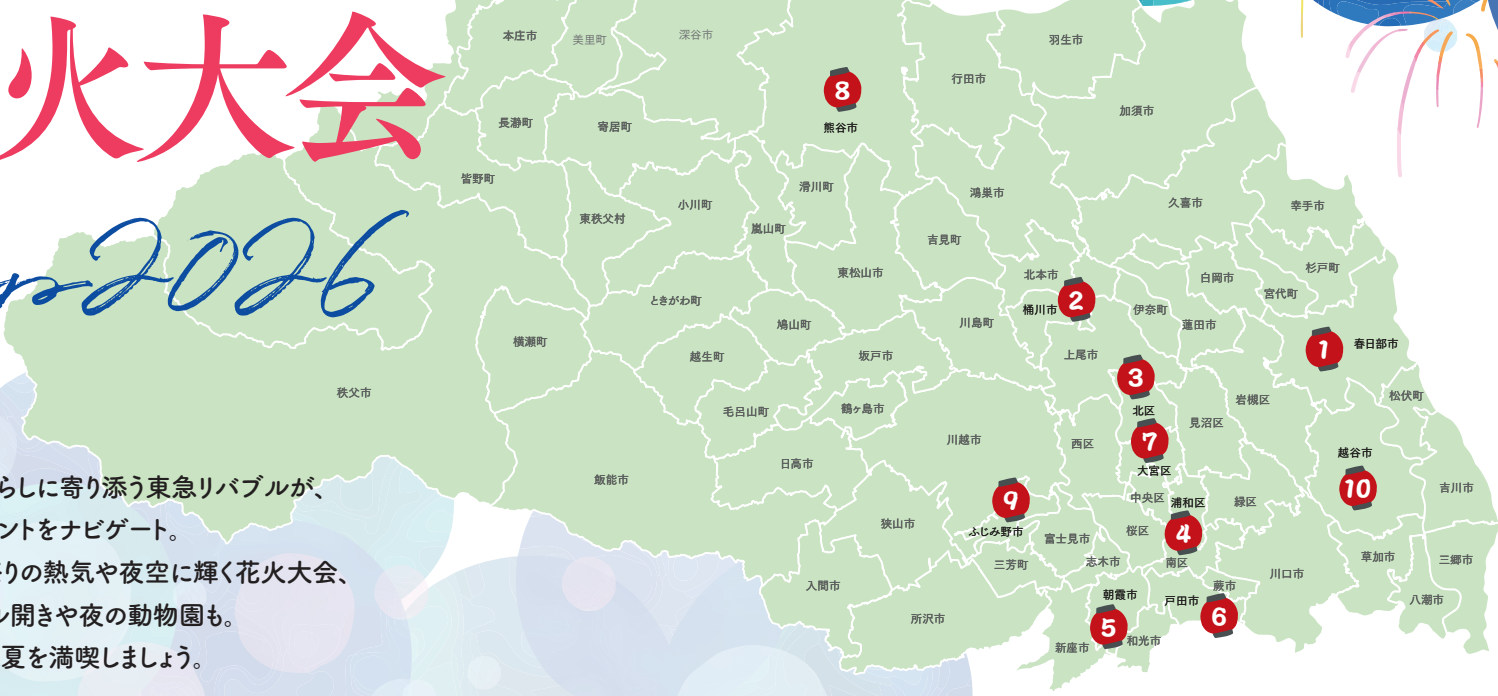 火大会
2026
らしに寄り添う東急リバブルが、
ントをナビゲート。
りの熱気や夜空に輝く花火大会、
ル開きや夜の動物園も。
夏を満喫しましょう。
本庄市
美里町
深谷市
羽生市
行田市
8
熊谷市
加須市
長瀞町
寄居町
皆野町
滑川町
鴻巣市
久喜市
幸手市
小川町
東秩父村
嵐山町
吉見町
東松山市
北本市
白岡市
杉戸町
宮代町
ときがわ町
2
桶川市
伊奈町
蓮田市
鳩山町
川島町
横瀬町
越生町
坂戸市
上尾市
1
春日部市
3
北区
秩父市
毛呂山町
鶴ヶ島市
岩槻区
松伏町
見沼区
川越市
西区
7
大宮区
越谷市
10
日高市
飯能市
中央区
浦和区
緑区
吉川市
9
ふじみ野市
狭山市
富士見市
桜区
4
三芳町
志木市
南区
草加市
三郷市
入間市
川口市
蕨市
朝霞市
戸田市
八潮市
所沢市
5
6
新座市
和光市